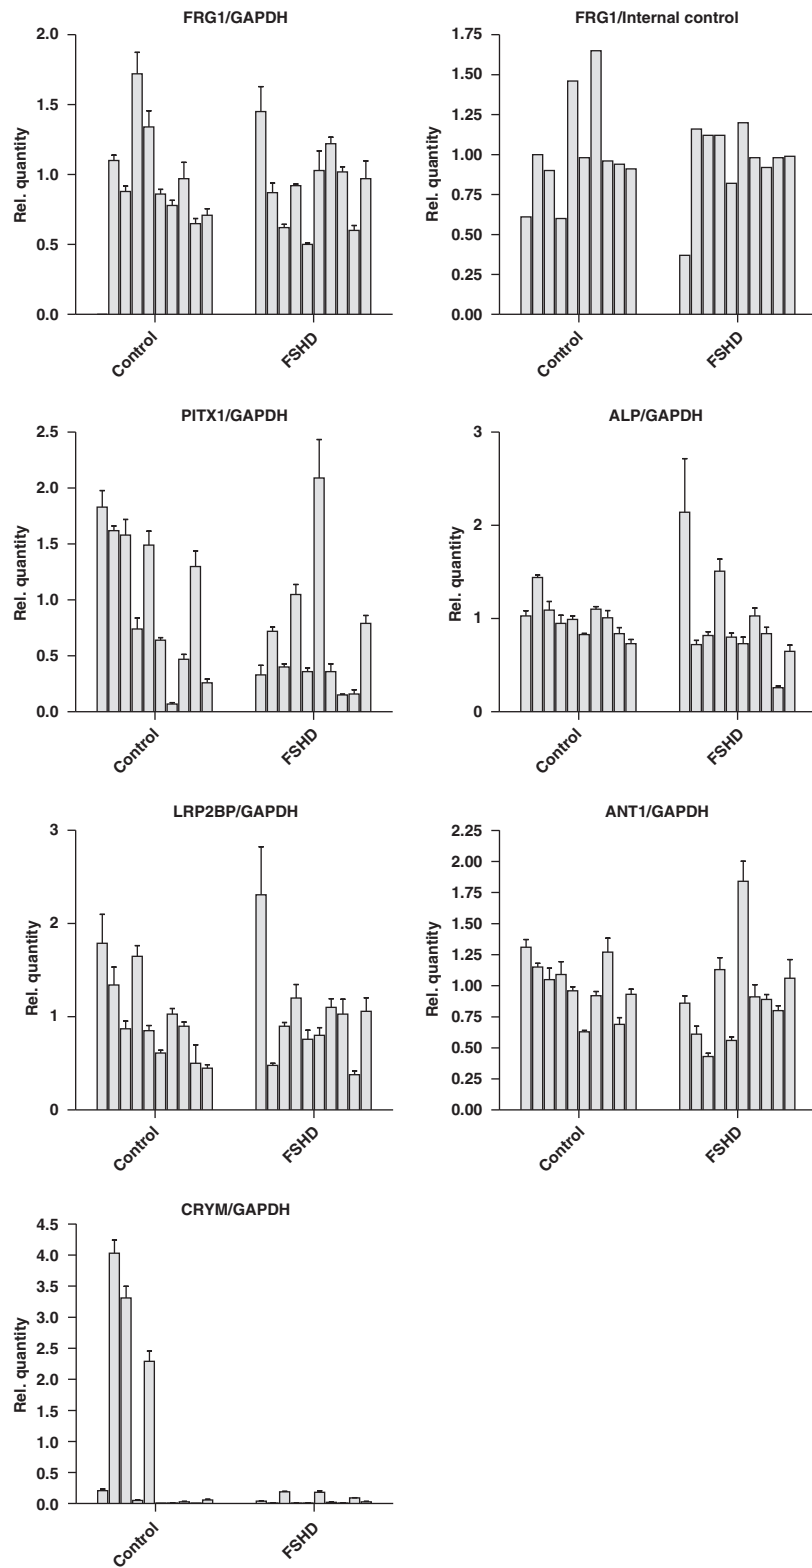 FRG1/GAPDH
Rel. quantity
2.0
1.5
1.0
0.5
0.0
Control
FSHD
FRG1/Internal control
Rel. quantity
1.75
1.50
1.25
1.00
0.75
0.50
0.25
0.00
Control
FSHD
PITX1/GAPDH
Rel. quantity
2.5
2.0
1.5
1.0
0.5
0.0
Control
FSHD
ALP/GAPDH
Rel. quantity
3
2
1
0
Control
FSHD
LRP2BP/GAPDH
Rel. quantity
3
2
1
0
Control
FSHD
ANT1/GAPDH
Rel. quantity
2.25
2.00
1.75
1.50
1.25
1.00
0.75
0.50
0.25
0.00
Control
FSHD
CRYM/GAPDH
Rel. quantity
4.5
4.0
3.5
3.0
2.5
2.0
1.5
1.0
0.5
0.0
Control
FSHD